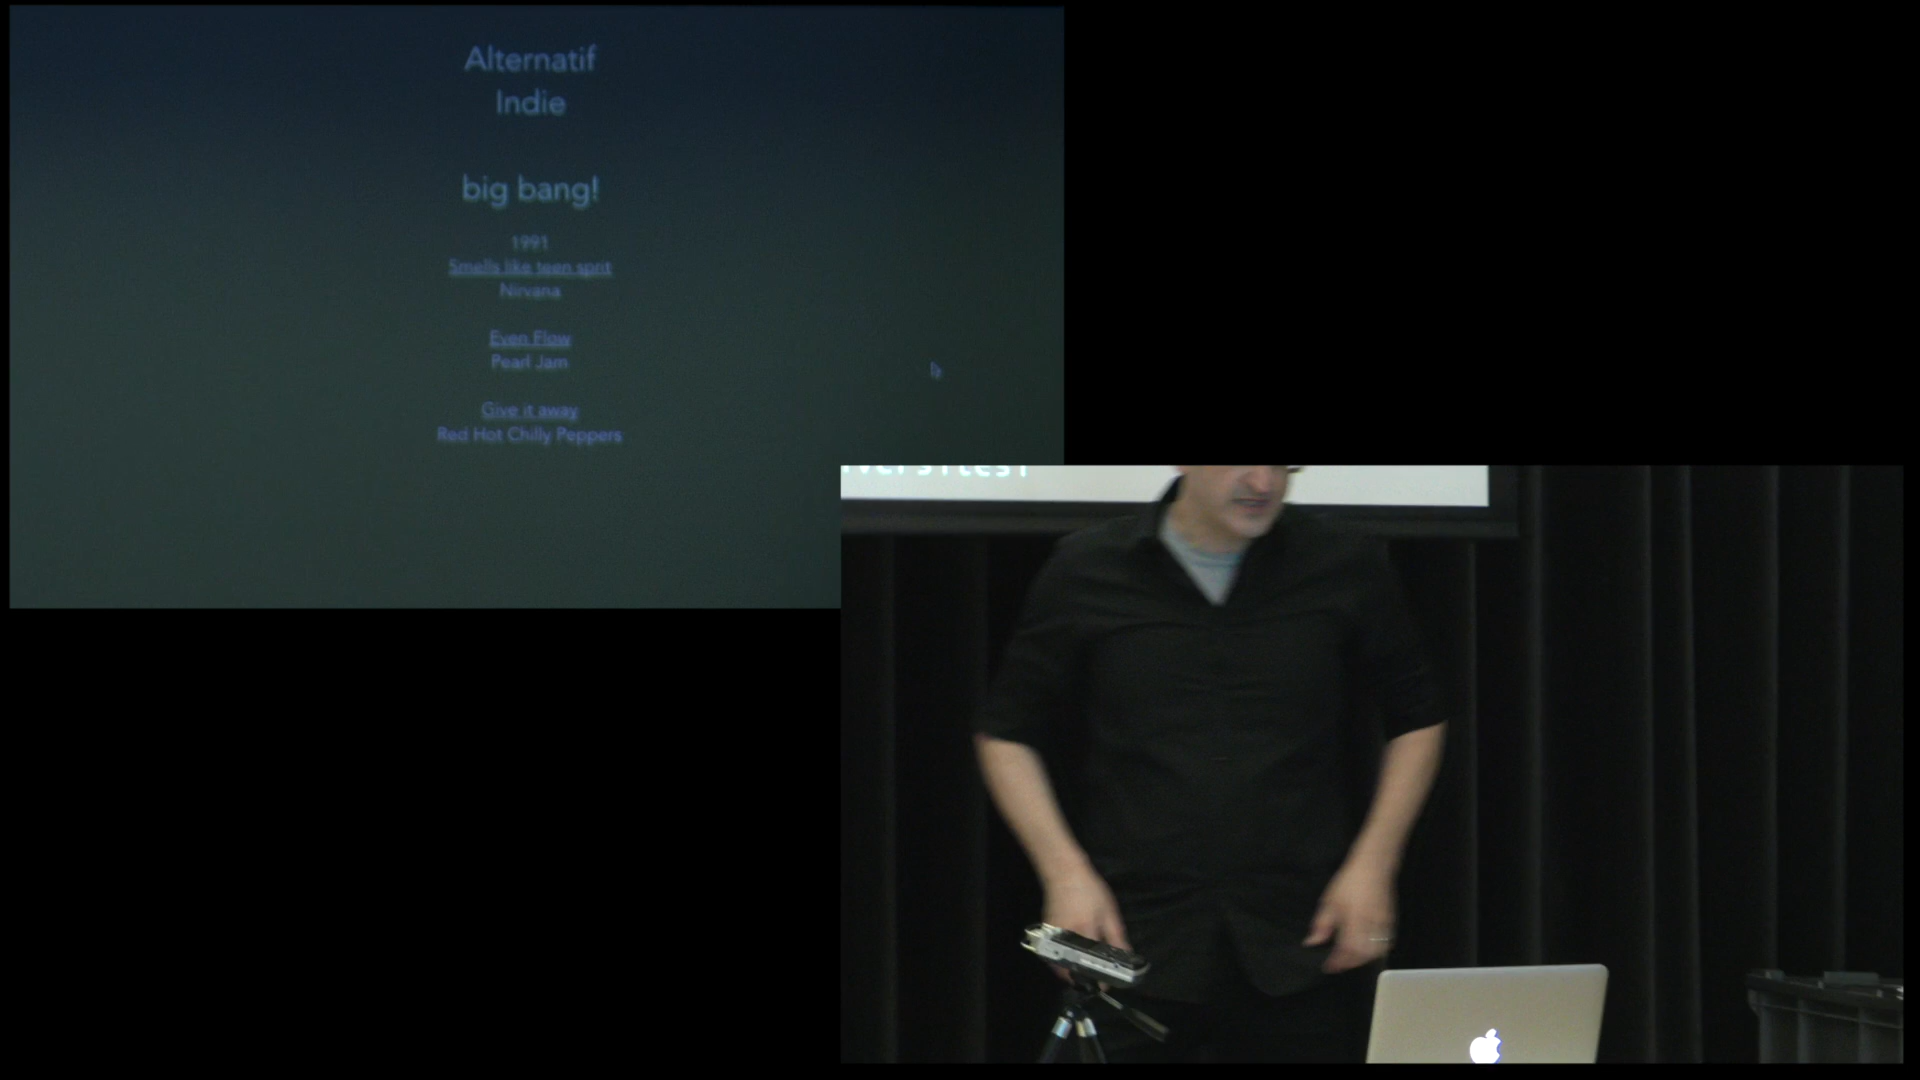 Alternatif
Indie
big bang!
1991
Smells like teen sprit
Nirvana
Even Flow
Pearl Jam
Give it away
Red Hot Chilly Peppers